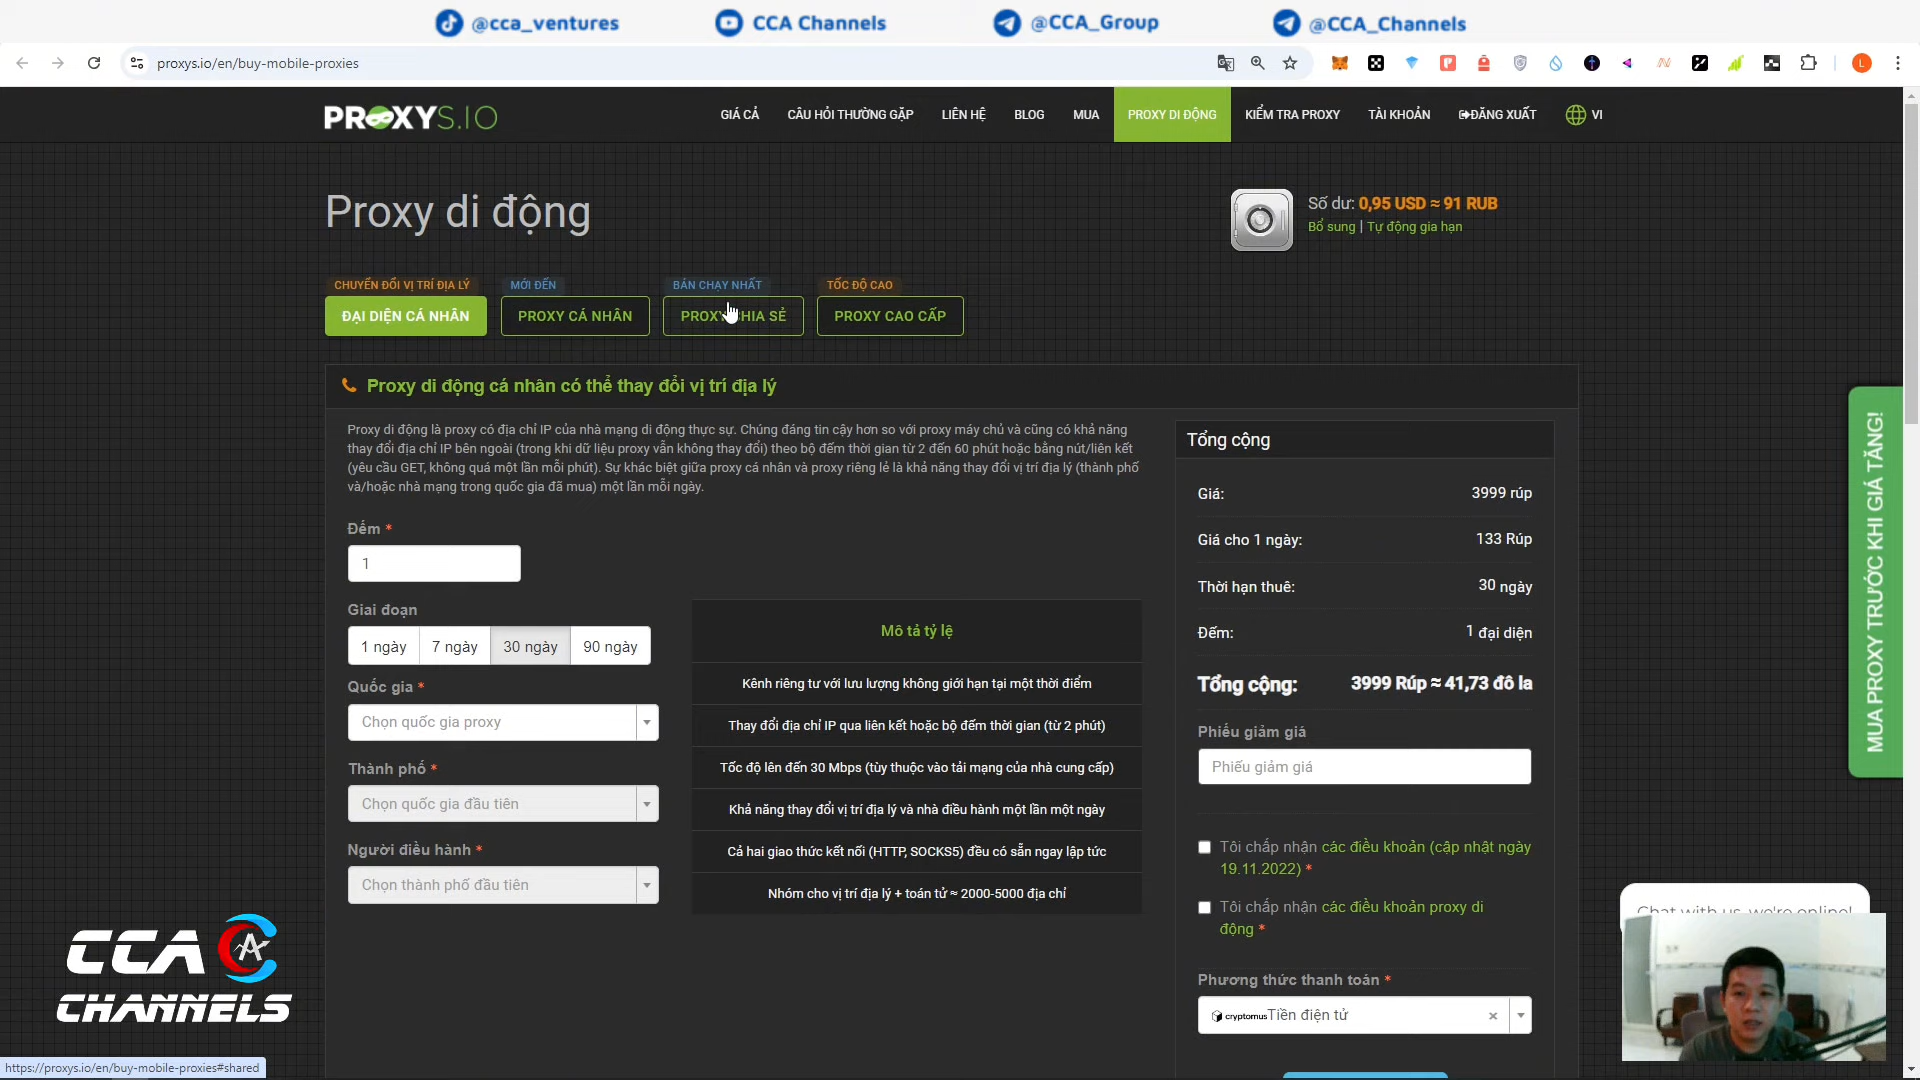 @cca_ventures
CCA Channels
@CCA_Group
@CCA_Channels
proxys.io/en/buy-mobile-proxies
L
PROXYS.IO
GIÁ CẢ
CÂU HỎI THƯỜNG GẶP
LIÊN HỆ
BLOG
MUA
PROXY DI ĐỘNG
KIỂM TRA PROXY
TÀI KHOẢN
ĐĂNG XUẤT
VI
Proxy di động
Số dư: 0,95 USD ≈ 91 RUB
Bổ sung | Tự động gia hạn
CHUYỂN ĐỔI VỊ TRÍ ĐỊA LÝ
MỚI ĐẾN
BÁN CHẠY NHẤT
TỐC ĐỘ CAO
ĐẠI DIỆN CÁ NHÂN
PROXY CÁ NHÂN
PROXY CHIA SẺ
PROXY CAO CẤP
Proxy di động cá nhân có thể thay đổi vị trí địa lý
Proxy di động là proxy có địa chỉ IP của nhà mạng di động thực sự. Chúng đáng tin cậy hơn so với proxy máy chủ và cũng có khả năng
thay đổi địa chỉ IP bên ngoài (trong khi dữ liệu proxy vẫn không thay đổi) theo bộ đếm thời gian từ 2 đến 60 phút hoặc bằng nút/liên kết
(yêu cầu GET, không quá một lần mỗi phút). Sự khác biệt giữa proxy cá nhân và proxy riêng lẻ là khả năng thay đổi vị trí địa lý (thành phố
và/hoặc nhà mạng trong quốc gia đã mua) một lần mỗi ngày.
Đếm *
1
Giai đoạn
1 ngày
7 ngày
30 ngày
90 ngày
Quốc gia *
Chọn quốc gia proxy
Thành phố *
Chọn quốc gia đầu tiên
Người điều hành *
Chọn thành phố đầu tiên
Mô tả tỷ lệ
Kênh riêng tư với lưu lượng không giới hạn tại một thời điểm
Thay đổi địa chỉ IP qua liên kết hoặc bộ đếm thời gian (từ 2 phút)
Tốc độ lên đến 30 Mbps (tùy thuộc vào tải mạng của nhà cung cấp)
Khả năng thay đổi vị trí địa lý và nhà điều hành một lần một ngày
Cả hai giao thức kết nối (HTTP, SOCKS5) đều có sẵn ngay lập tức
Nhóm cho vị trí địa lý + toán tử ≈ 2000-5000 địa chỉ
Tổng cộng
Giá: 3999 rúp
Giá cho 1 ngày: 133 Rúp
Thời hạn thuê: 30 ngày
Đếm: 1 đại diện
Tổng cộng: 3999 Rúp ≈ 41,73 đô la
Phiếu giảm giá
Phiếu giảm giá
Tôi chấp nhận các điều khoản (cập nhật ngày
19.11.2022) *
Tôi chấp nhận các điều khoản proxy di
động *
Phương thức thanh toán *
cryptomus Tiền điện tử ×
MUA PROXY TRƯỚC KHI GIÁ TĂNG!
Chat with us, we're online!
CCA
CHANNELS
https://proxys.io/en/buy-mobile-proxies#shared